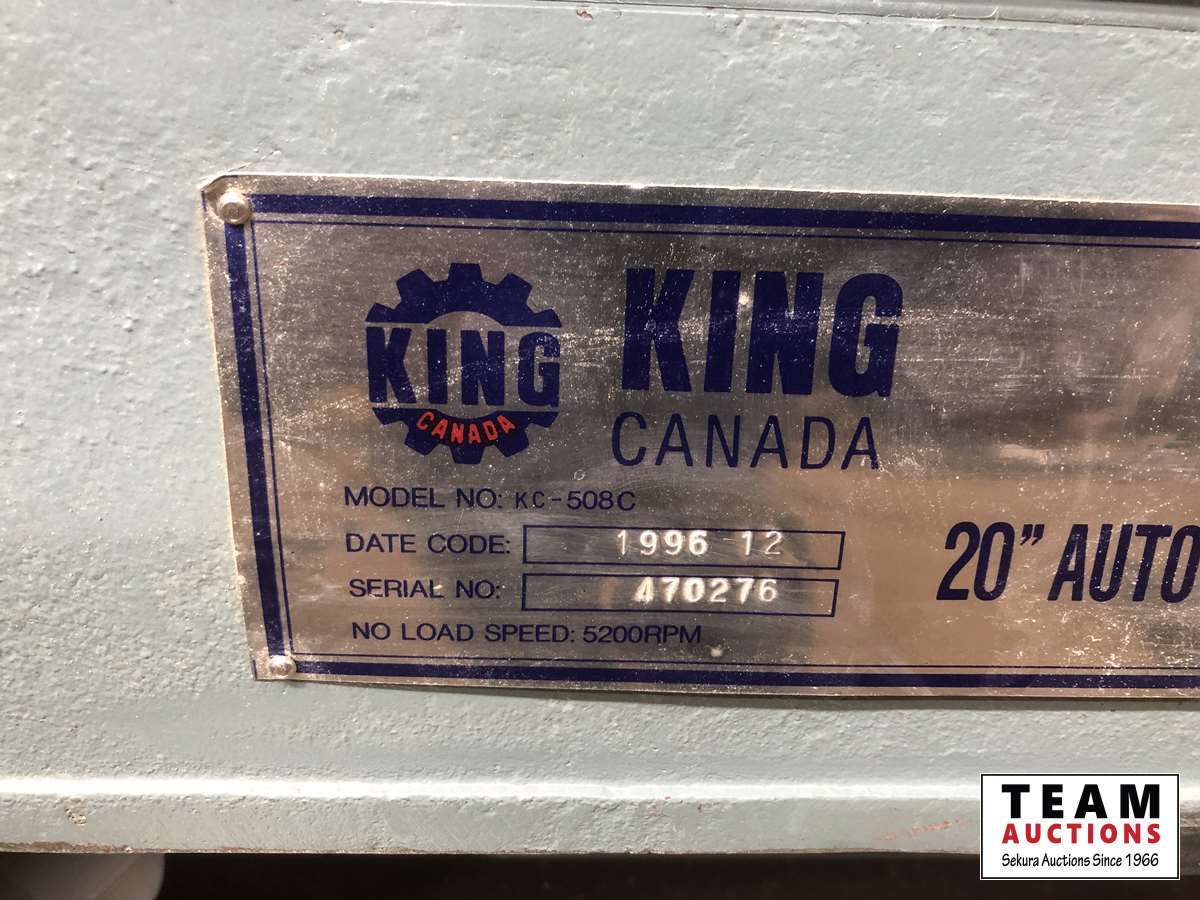 KING
CANADA
KING
CANADA
MODEL NO: KC-508C
DATE CODE: 1996 12
SERIAL NO: 470276
NO LOAD SPEED: 5200RPM
20" AUTO
TEAM
AUCTIONS
Sekura Auctions Since 1966